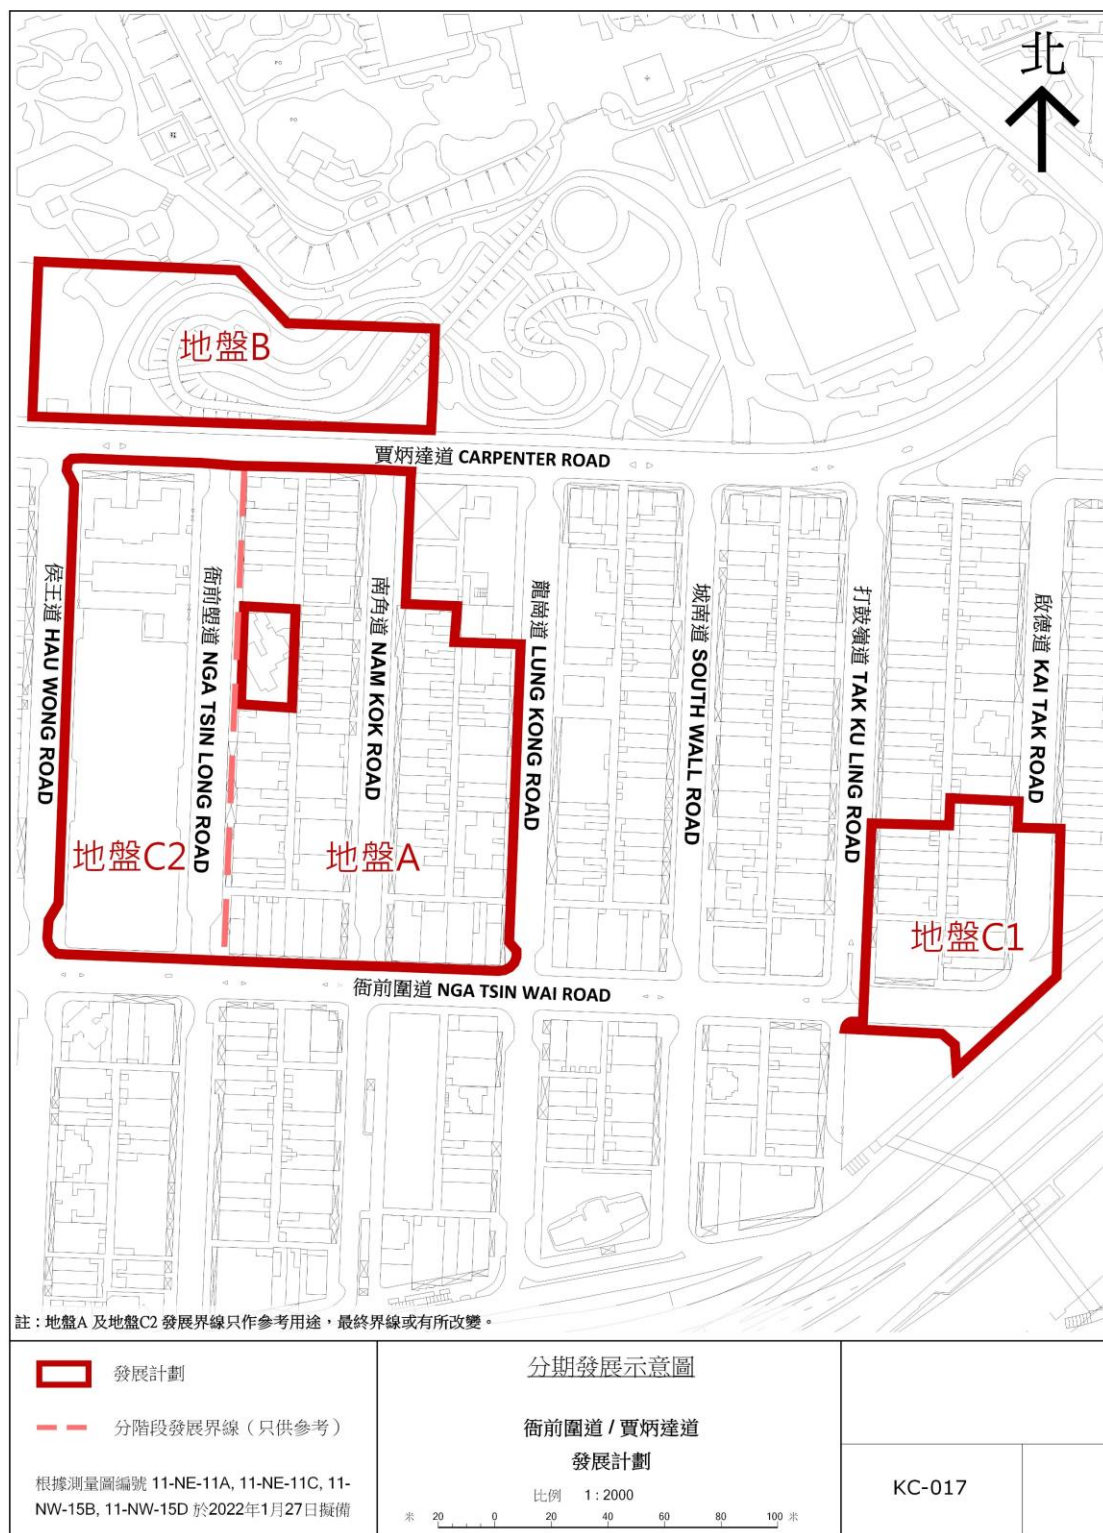 北
地盤B
賈炳達道 CARPENTER ROAD
侯王道 HAU WONG ROAD
衙前塱道 NGA TSIN LONG ROAD
南角道 NAM KOK ROAD
龍崗道 LUNG KONG ROAD
城南道 SOUTH WALL ROAD
打鼓嶺道 TAK KU LING ROAD
啟德道 KAI TAK ROAD
地盤C2
地盤A
地盤C1
衙前圍道 NGA TSIN WAI ROAD
註：地盤A 及地盤C2 發展界線只作參考用途，最終界線或有所改變。
發展計劃
分階段發展界線（只供參考）
根據測量圖編號 11-NE-11A, 11-NE-11C, 11-
NW-15B, 11-NW-15D 於2022年1月27日擬備
分期發展示意圖
衙前圍道 / 賈炳達道
發展計劃
比例 1 : 2000
米 20 0 20 40 60 80 100 米
KC-017